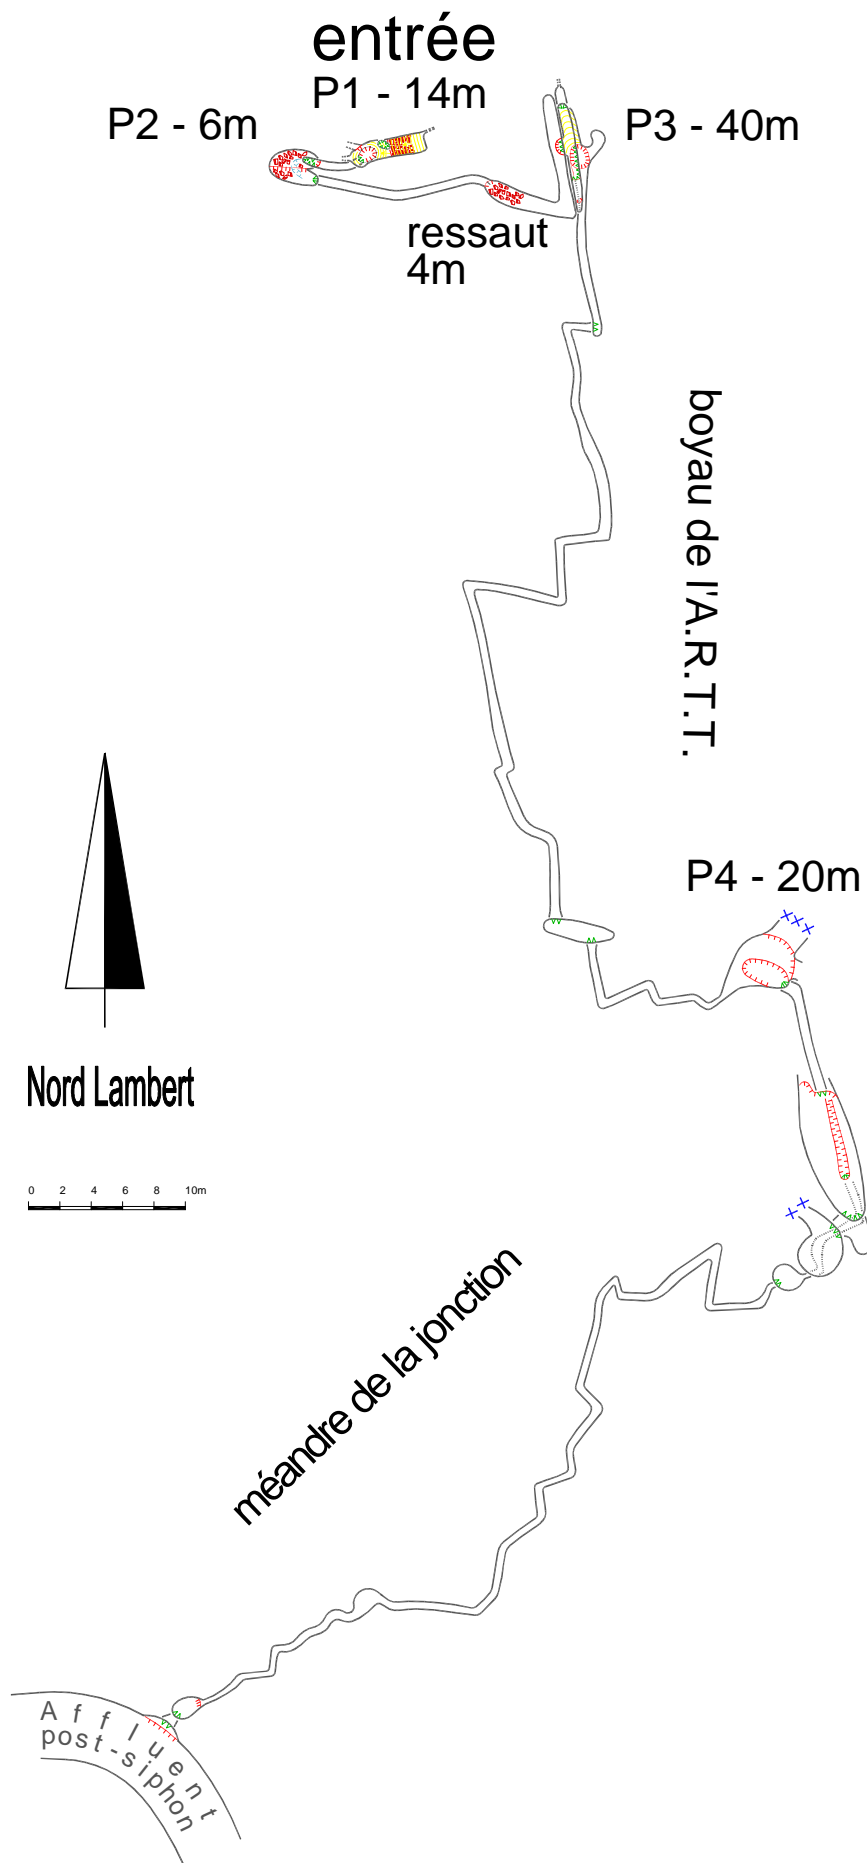 entrée
P1 - 14m
P2 - 6m
P3 - 40m
ressaut
4m
boyau de l'A.R.T.T.
P4 - 20m
Nord Lambert
0 2 4 6 8 10m
méandre de la jonction
Affluent
post-siphon